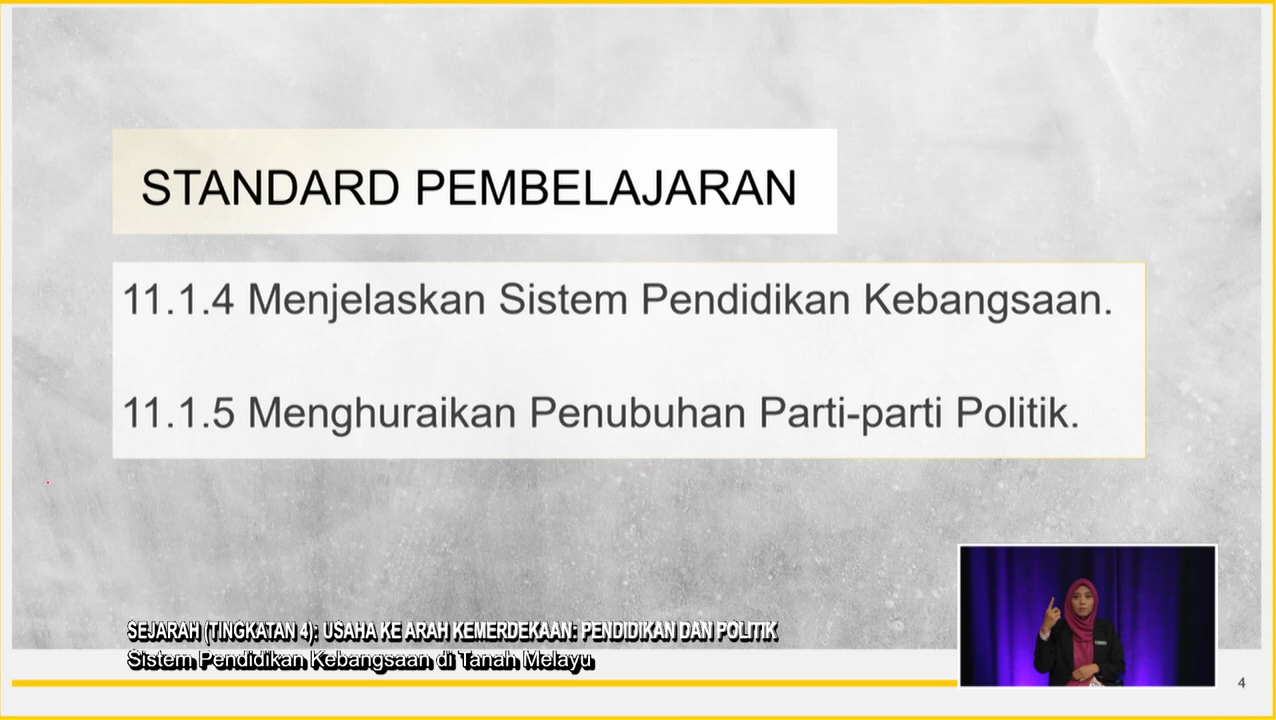 STANDARD PEMBELAJARAN
11.1.4 Menjelaskan Sistem Pendidikan Kebangsaan.
11.1.5 Menghuraikan Penubuhan Parti-parti Politik.
SEJARAH (TINGKATAN 4): USAHA KE ARAH KEMERDEKAAN: PENDIDIKAN DAN POLITIK
Sistem Pendidikan Kebangsaan di Tanah Melayu
4